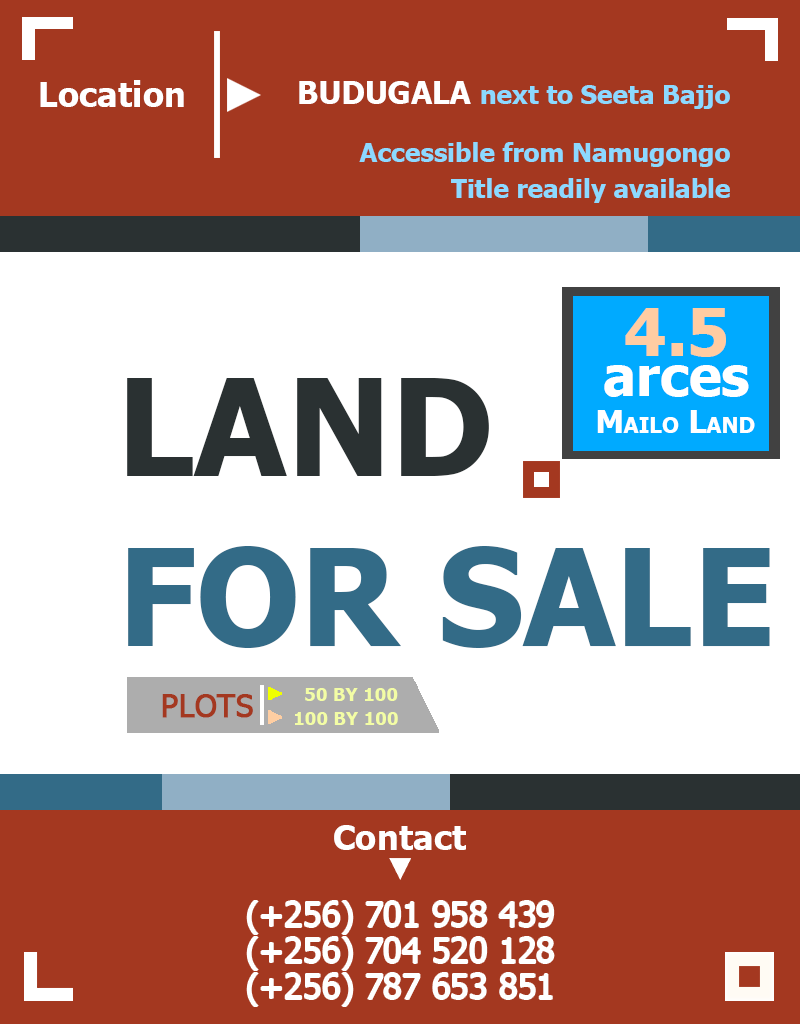 Location
BUDUGALA next to Seeta Bajjo
Accessible from Namugongo
Title readily available
4.5
arces
MAILO LAND
LAND
FOR SALE
PLOTS
50 BY 100
100 BY 100
Contact
(+256) 701 958 439
(+256) 704 520 128
(+256) 787 653 851